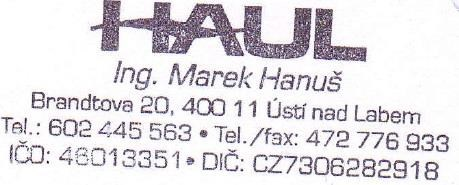 HAUL
Ing. Marek Hanuš
Brandtova 20, 400 11 Ústí nad Labem
Tel.: 602 445 563 • Tel./fax: 472 776 933
IČO: 46013351 • DIČ: CZ7306282918